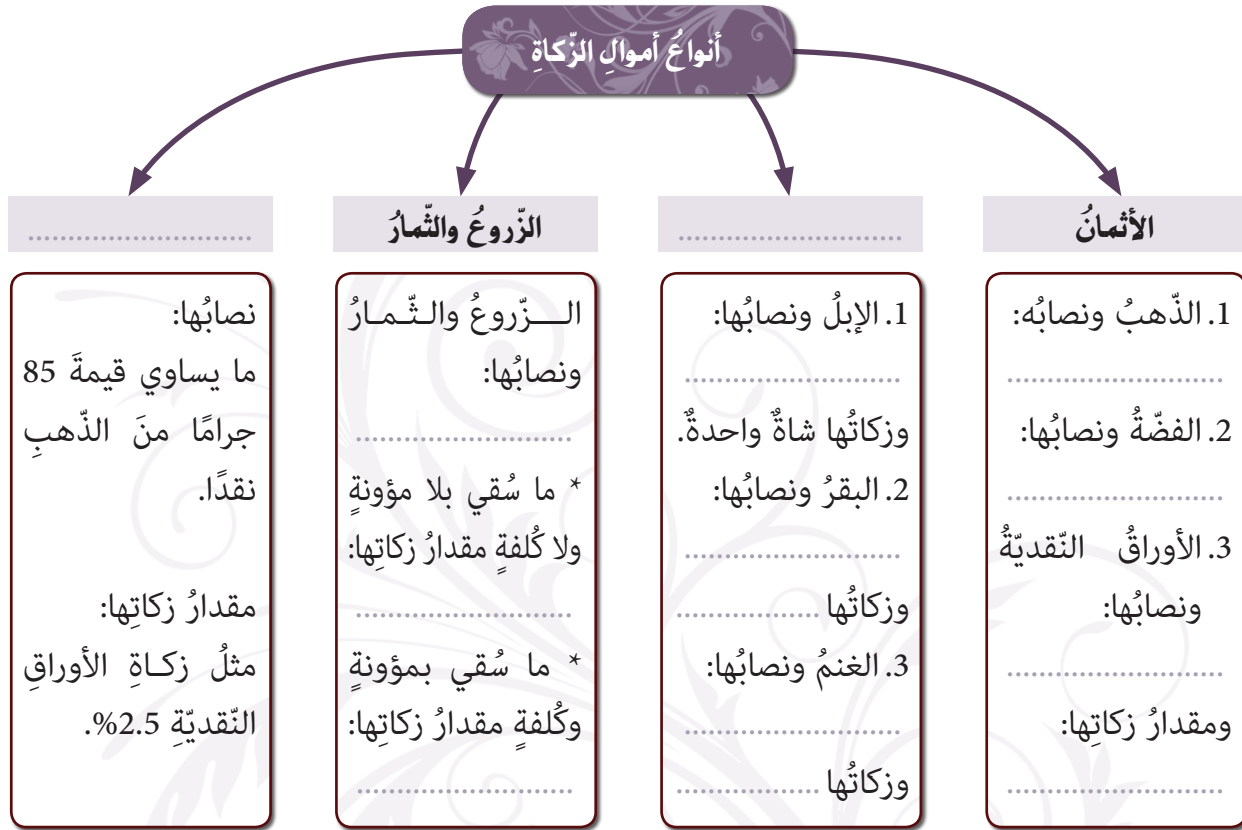 أنواعُ أموالِ الزّكاةِ
الأثمانُ
1. الذّهبُ ونصابُه:
...........................
2. الفضّةُ ونصابُها:
...........................
3. الأوراقُ النّقديّةُ
ونصابُها:
...........................
ومقدارُ زكاتِها:
...........................
............................
1. الإبلُ ونصابُها:
...........................
وزكاتُها شاةٌ واحدةٌ.
2. البقرُ ونصابُها:
...........................
وزكاتُها ..................
3. الغنمُ ونصابُها:
...........................
وزكاتُها ..................
الزّروعُ والثّمارُ
الـــزّروعُ والـثّـمـارُ
ونصابُها:
...........................
* ما سُقي بلا مؤونةٍ
ولا كُلفةٍ مقدارُ زكاتِها:
...........................
* ما سُقي بمؤونةٍ
وكُلفةٍ مقدارُ زكاتِها:
...........................
............................
نصابُها:
ما يساوي قيمةَ 85
جرامًا منَ الذّهبِ
نقدًا.
مقدارُ زكاتِها:
مثلُ زكـاةِ الأوراقِ
النّقديّةِ 2.5%.